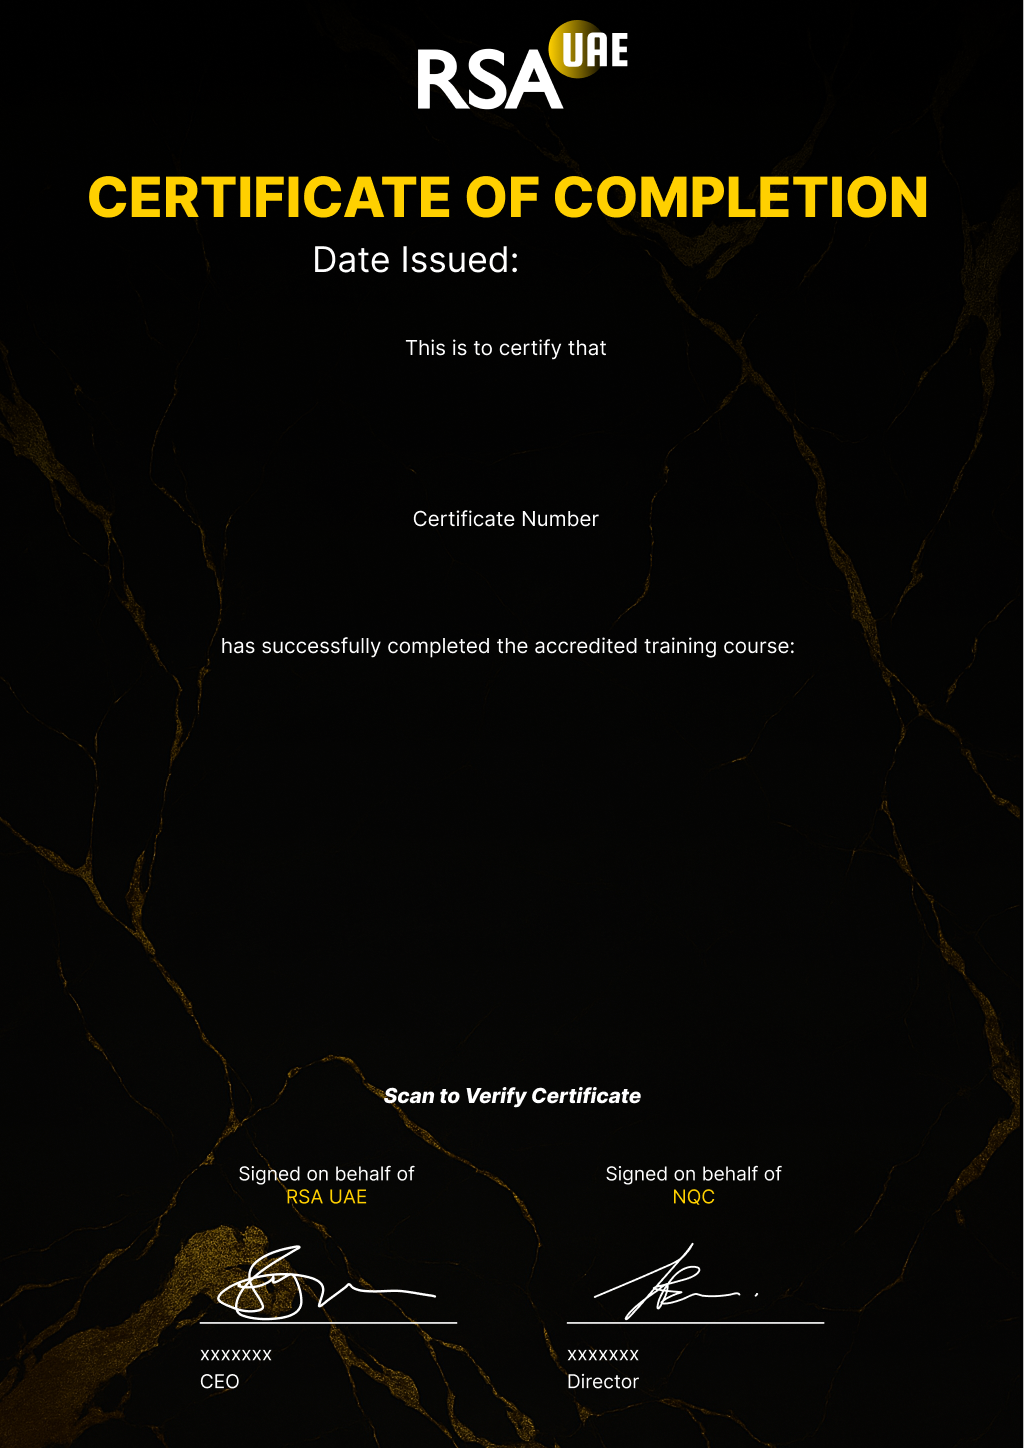 RSA UAE
CERTIFICATE OF COMPLETION
Date Issued:
This is to certify that
Certificate Number
has successfully completed the accredited training course:
Scan to Verify Certificate
Signed on behalf of
RSA UAE
Signed on behalf of
NQC
xxxxxxx
CEO
xxxxxxx
Director